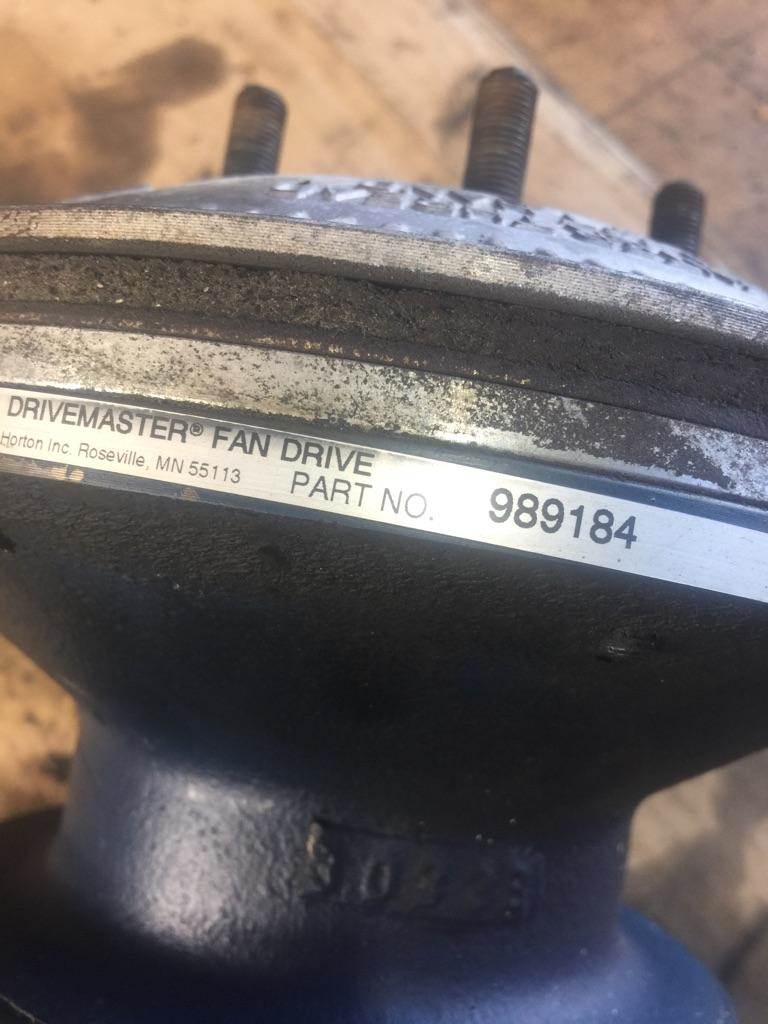 DRIVEMASTER® FAN DRIVE
Horton Inc. Roseville, MN 55113
PART NO. 989184